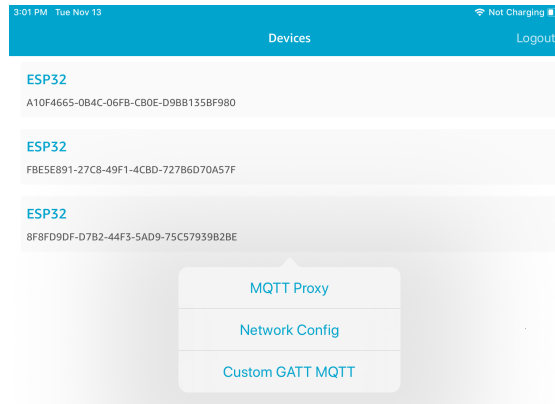 3:01 PM Tue Nov 13 Not Charging
Devices Logout
ESP32
A10F4665-0B4C-06FB-CB0E-D9BB135BF980
ESP32
FBE5E891-27C8-49F1-4CBD-727B6D70A57F
ESP32
8F8FD9DF-D7B2-44F3-5AD9-75C57939B2BE
MQTT Proxy
Network Config
Custom GATT MQTT